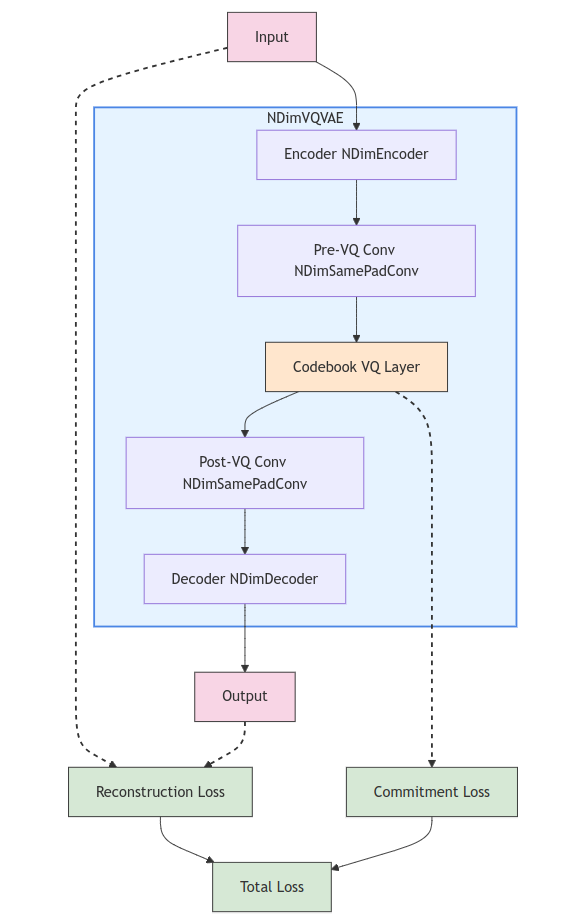 Input
NDimVQVAE
Encoder NDimEncoder
Pre-VQ Conv
NDimSamePadConv
Codebook VQ Layer
Post-VQ Conv
NDimSamePadConv
Decoder NDimDecoder
Output
Reconstruction Loss
Commitment Loss
Total Loss